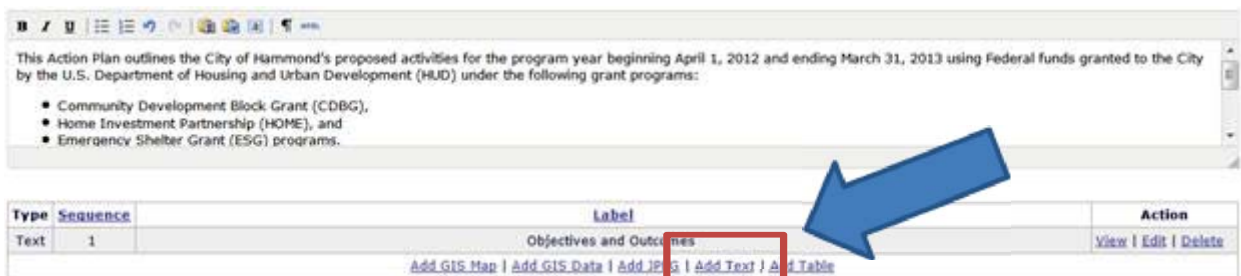 B I U ¶ HTML
This Action Plan outlines the City of Hammond's proposed activities for the program year beginning April 1, 2012 and ending March 31, 2013 using Federal funds granted to the City
by the U.S. Department of Housing and Urban Development (HUD) under the following grant programs:
• Community Development Block Grant (CDBG),
• Home Investment Partnership (HOME), and
• Emergency Shelter Grant (ESG) programs.
Type Sequence Label Action
Text 1 Objectives and Outcomes View | Edit | Delete
Add GIS Map | Add GIS Data | Add JPEG | Add Text | Add Table